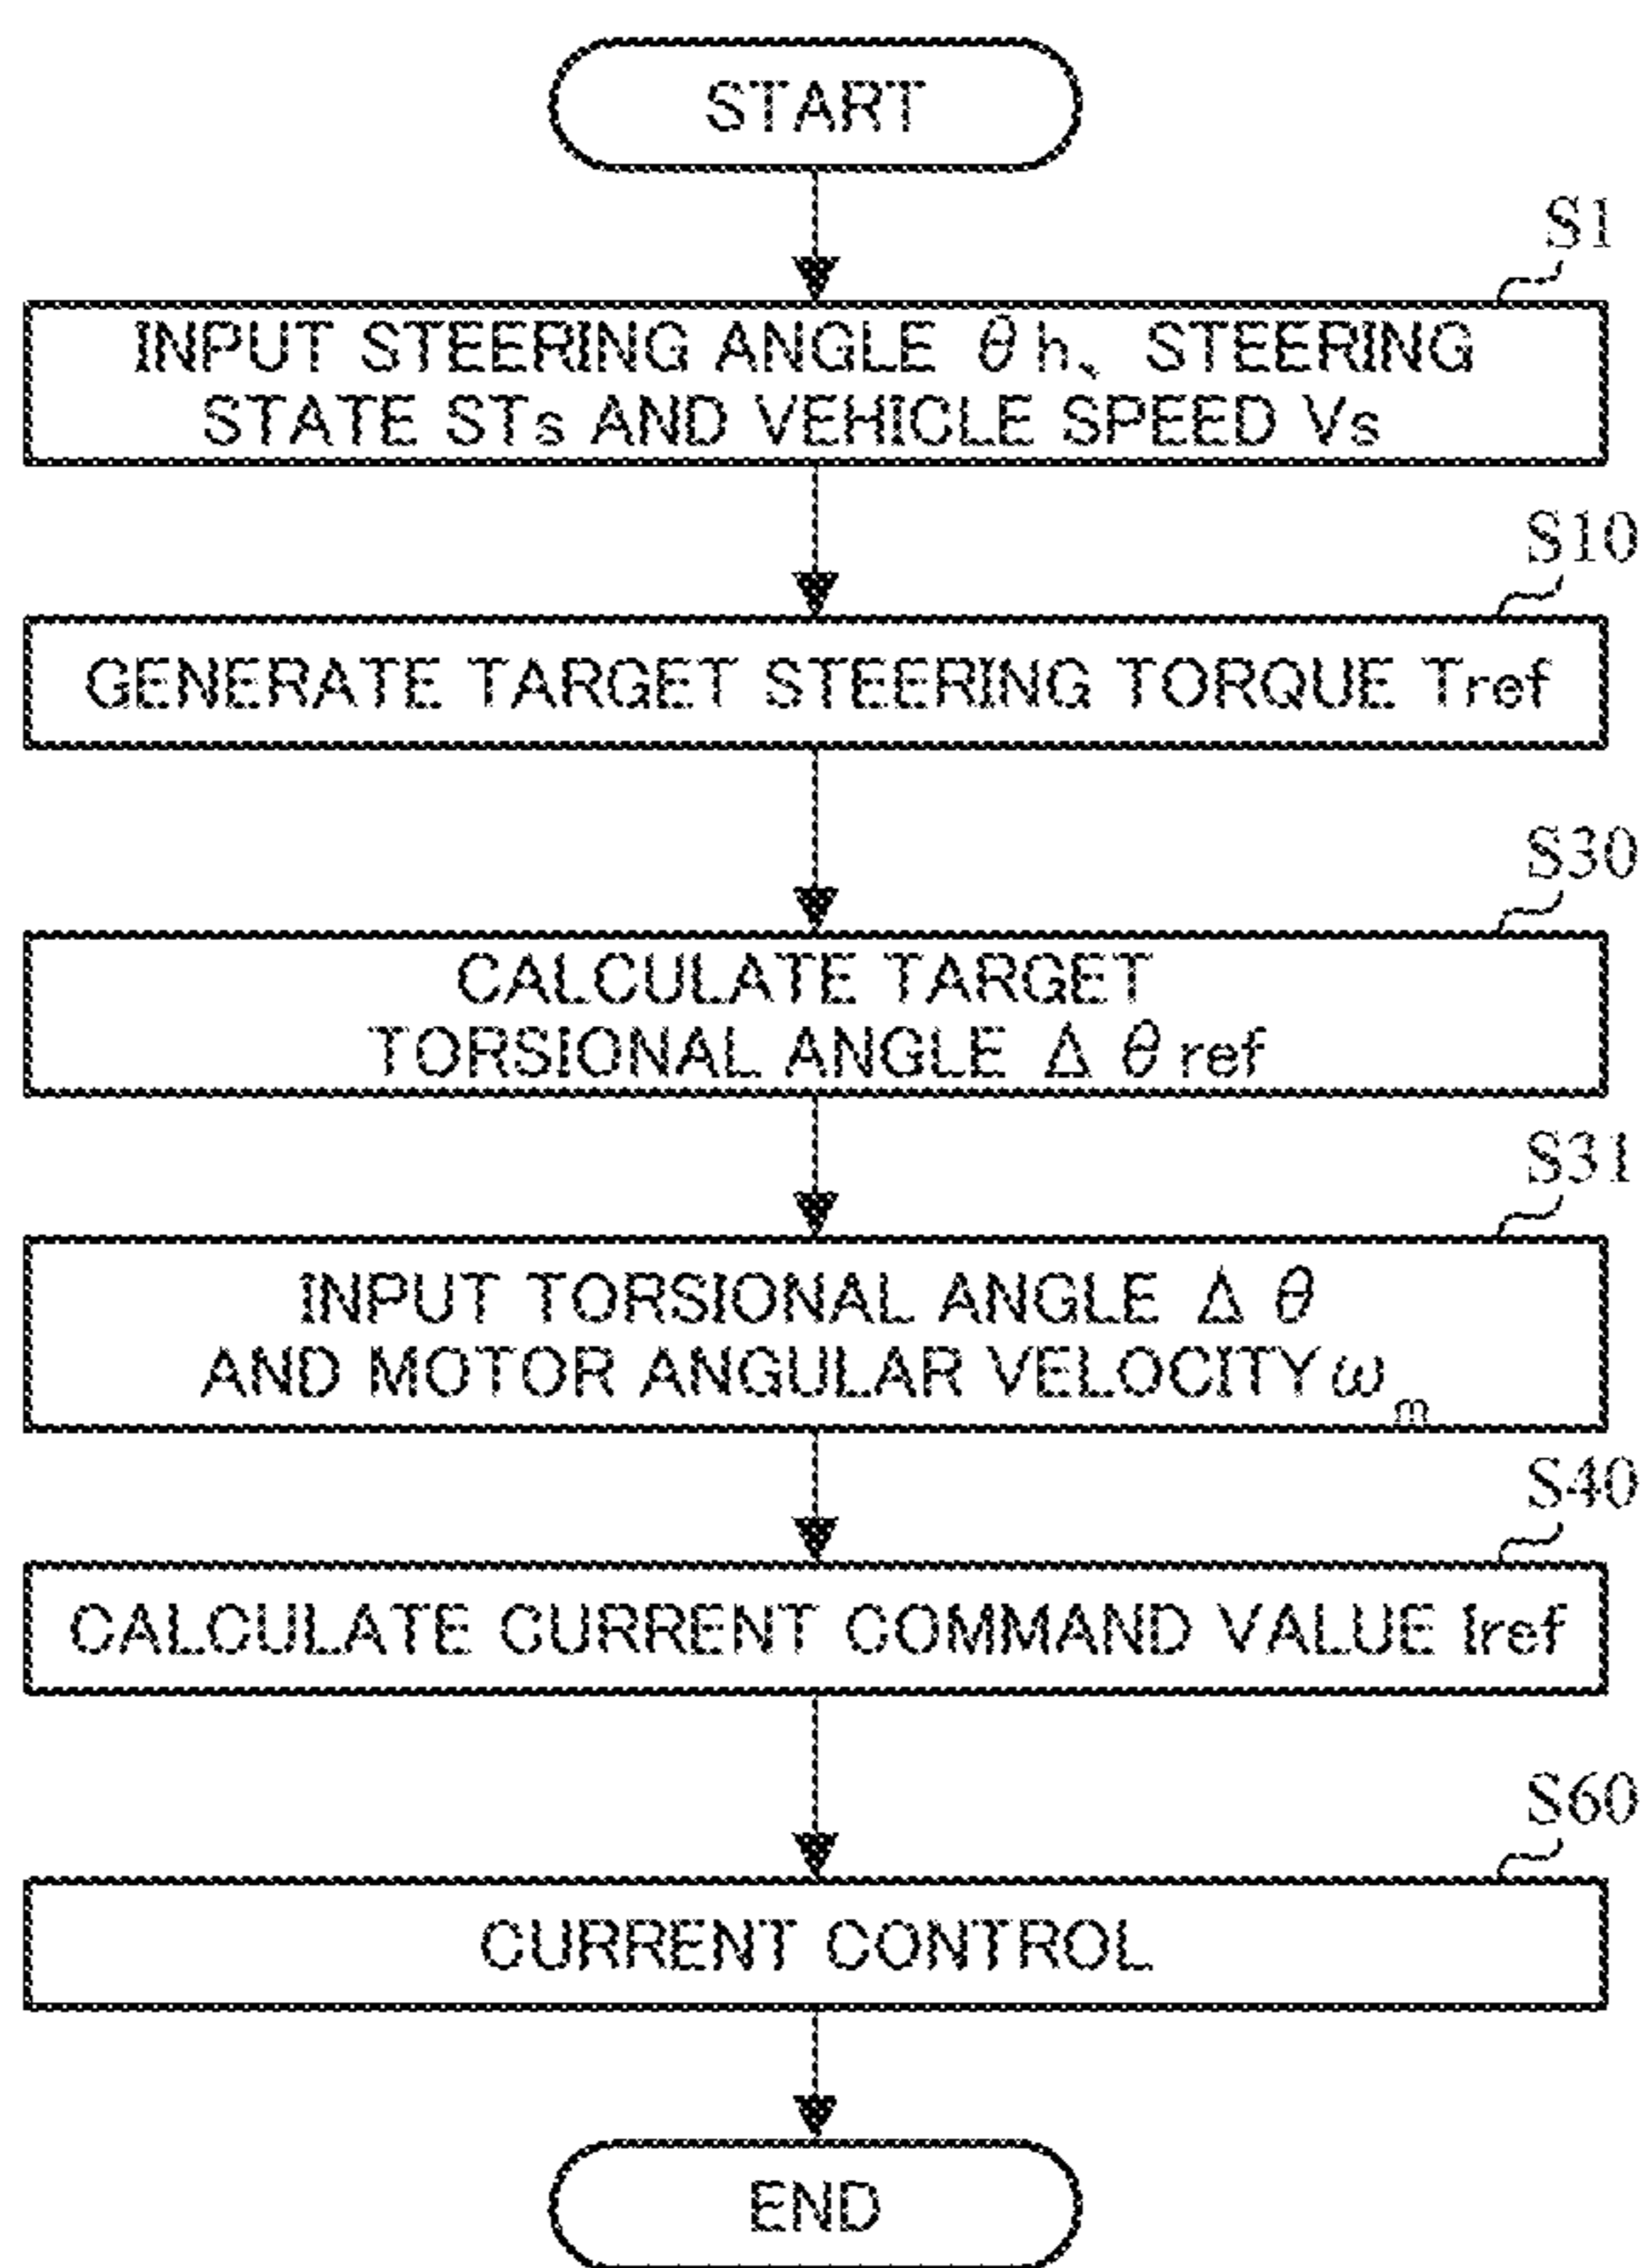 START
S1
INPUT STEERING ANGLE θh、STEERING
STATE STs AND VEHICLE SPEED Vs
S10
GENERATE TARGET STEERING TORQUE Tref
S30
CALCULATE TARGET
TORSIONAL ANGLE Δθref
S31
INPUT TORSIONAL ANGLE Δθ
AND MOTOR ANGULAR VELOCITY ωm
S40
CALCULATE CURRENT COMMAND VALUE Iref
S60
CURRENT CONTROL
END